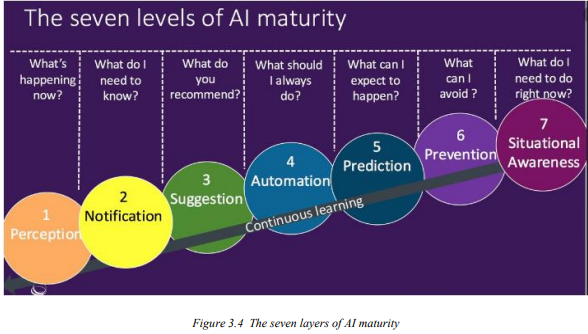 The seven levels of AI maturity
What's
happening
now?
What do I
need to
know?
What do
you
recommend?
What should
I always
do?
What can I
expect to
happen?
What
can I
avoid ?
What do I
need to do
right now?
1
Perception
2
Notification
3
Suggestion
4
Automation
5
Prediction
6
Prevention
7
Situational
Awareness
Continuous learning
Figure 3.4 The seven layers of AI maturity